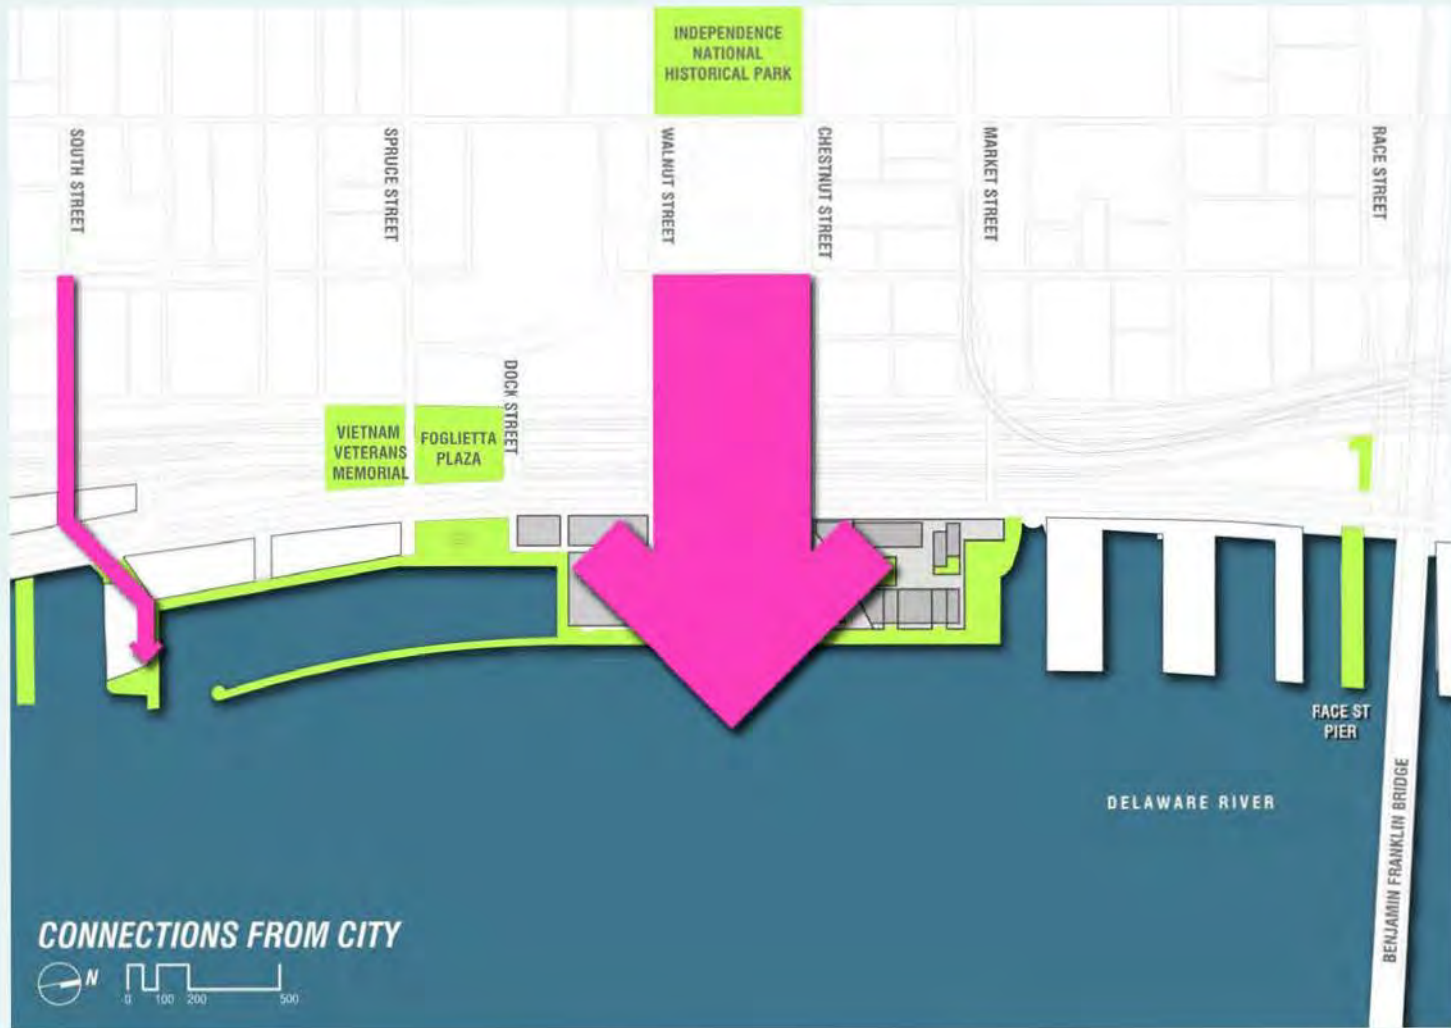 INDEPENDENCE
NATIONAL
HISTORICAL PARK
SOUTH STREET
SPRUCE STREET
WALNUT STREET
CHESTNUT STREET
MARKET STREET
RACE STREET
DOCK STREET
VIETNAM
VETERANS
MEMORIAL
FOGLIETTA
PLAZA
RACE ST
PIER
DELAWARE RIVER
BENJAMIN FRANKLIN BRIDGE
CONNECTIONS FROM CITY
N
0 100 200 500